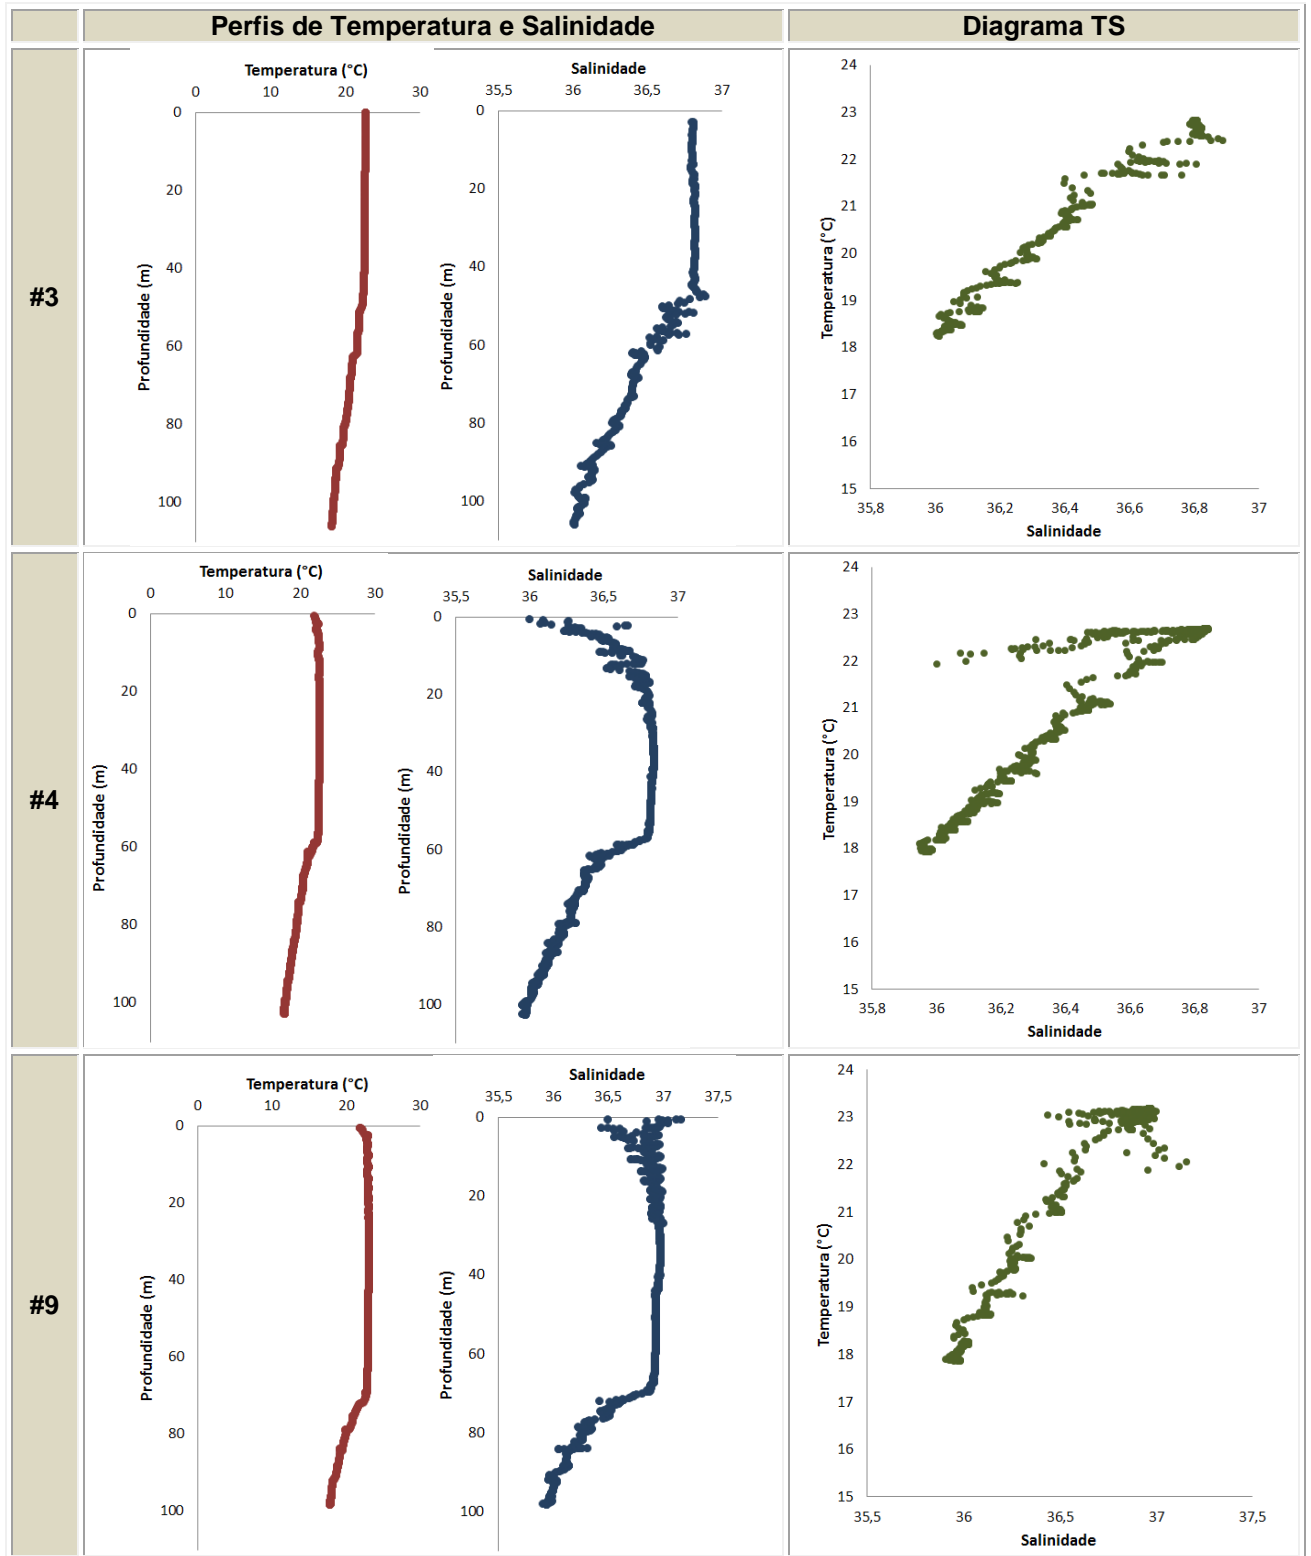 Perfis de Temperatura e Salinidade
Diagrama TS
#3
Temperatura (°C)
0 10 20 30
Profundidade (m)
0
20
40
60
80
100
Salinidade
35,5 36 36,5 37
Profundidade (m)
0
20
40
60
80
100
Temperatura (°C)
24
23
22
21
20
19
18
17
16
15
35,8 36 36,2 36,4 36,6 36,8 37
Salinidade
#4
Temperatura (°C)
0 10 20 30
Profundidade (m)
0
20
40
60
80
100
Salinidade
35,5 36 36,5 37
Profundidade (m)
0
20
40
60
80
100
Temperatura (°C)
24
23
22
21
20
19
18
17
16
15
35,8 36 36,2 36,4 36,6 36,8 37
Salinidade
#9
Temperatura (°C)
0 10 20 30
Profundidade (m)
0
20
40
60
80
100
Salinidade
35,5 36 36,5 37 37,5
Profundidade (m)
0
20
40
60
80
100
Temperatura (°C)
24
23
22
21
20
19
18
17
16
15
35,5 36 36,5 37 37,5
Salinidade